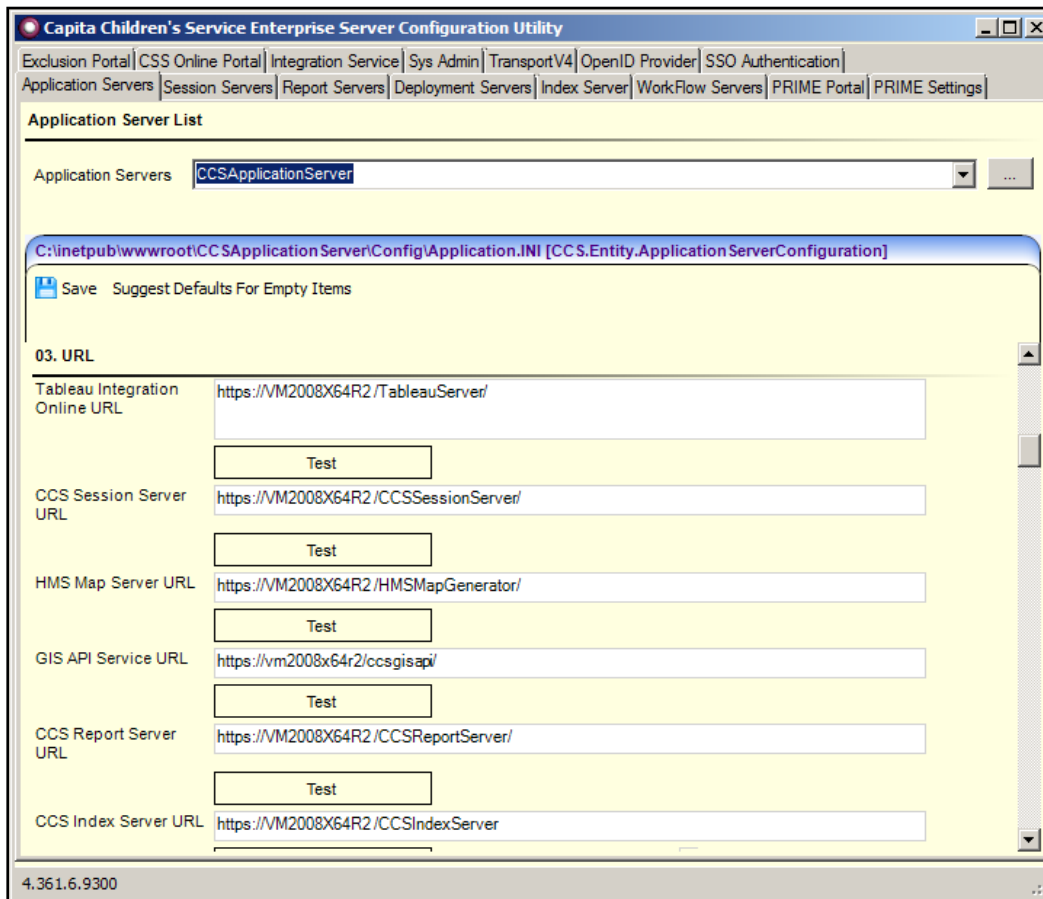 Capita Children's Service Enterprise Server Configuration Utility
Exclusion Portal CSS Online Portal Integration Service Sys Admin TransportV4 OpenID Provider SSO Authentication
Application Servers Session Servers Report Servers Deployment Servers Index Server WorkFlow Servers PRIME Portal PRIME Settings
Application Server List
Application Servers CCSApplicationServer ...
C:\inetpub\wwwroot\CCSApplicationServer\Config\Application.INI [CCS.Entity.ApplicationServerConfiguration]
Save Suggest Defaults For Empty Items
03. URL
Tableau Integration https://VM2008X64R2/TableauServer/
Online URL
Test
CCS Session Server https://VM2008X64R2/CCSSessionServer/
URL
Test
HMS Map Server URL https://VM2008X64R2/HMSMapGenerator/
Test
GIS API Service URL https://vm2008x64r2/ccsgisapi/
Test
CCS Report Server https://VM2008X64R2/CCSReportServer/
URL
Test
CCS Index Server URL https://VM2008X64R2/CCSIndexServer
4.361.6.9300